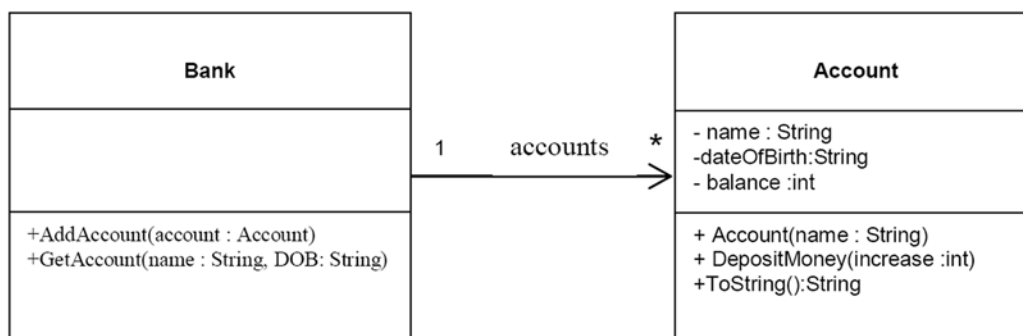 Bank
+AddAccount(account : Account)
+GetAccount(name : String, DOB: String)
1 accounts *
Account
- name : String
-dateOfBirth:String
- balance :int
+ Account(name : String)
+ DepositMoney(increase :int)
+ToString():String